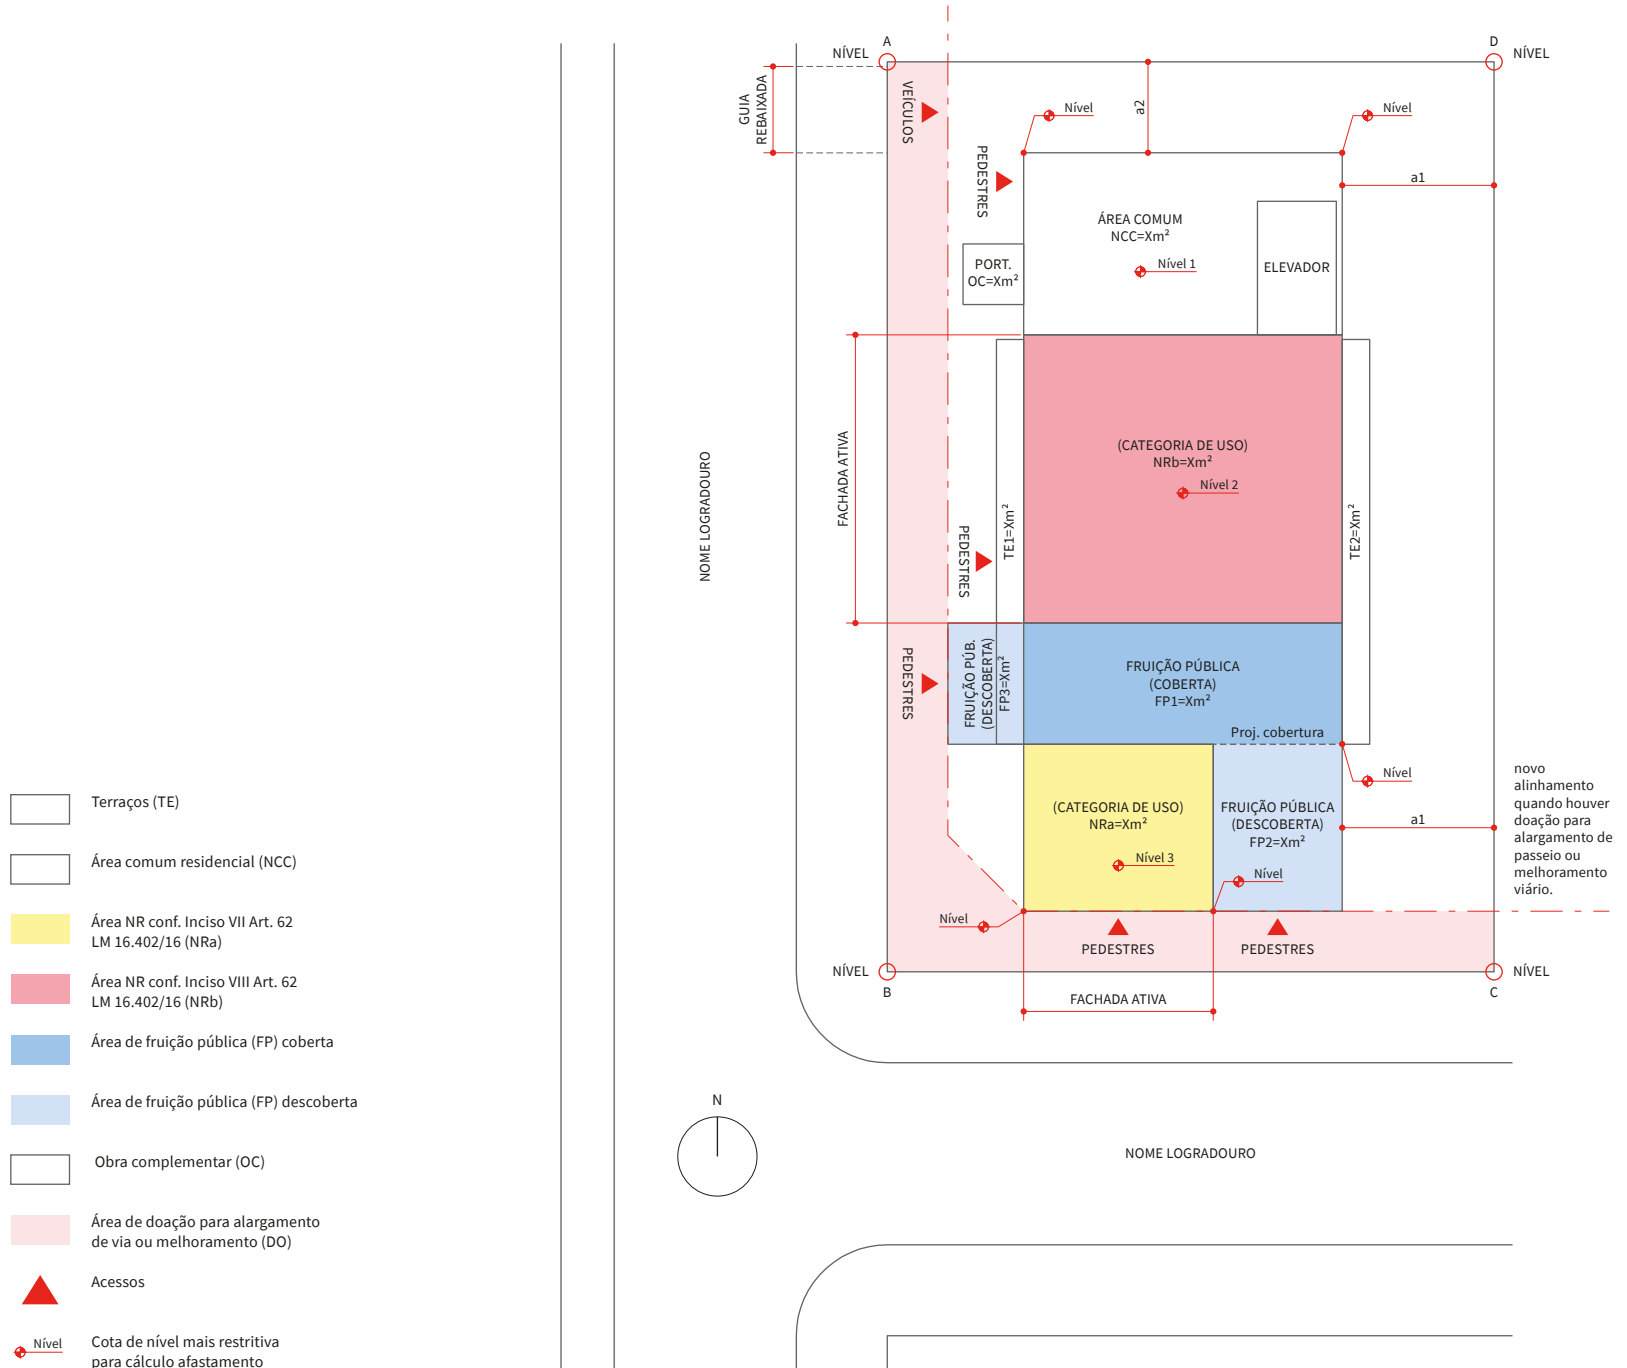 A
D
NÍVEL
NÍVEL
GUIA
REBAIXADA
VEÍCULOS
a2
Nível
Nível
PEDESTRES
a1
ÁREA COMUM
NCC=Xm²
Nível 1
PORT.
OC=Xm²
ELEVADOR
FACHADA ATIVA
NOME LOGRADOURO
(CATEGORIA DE USO)
NRb=Xm²
Nível 2
TE1=Xm²
TE2=Xm²
PEDESTRES
PEDESTRES
FRUIÇÃO PÚB.
(DESCOBERTA)
FP3=Xm²
FRUIÇÃO PÚBLICA
(COBERTA)
FP1=Xm²
Proj. cobertura
Nível
(CATEGORIA DE USO)
NRa=Xm²
Nível 3
FRUIÇÃO PÚBLICA
(DESCOBERTA)
FP2=Xm²
Nível
a1
novo
alinhamento
quando houver
doação para
alargamento de
passeio ou
melhoramento
viário.
Nível
PEDESTRES
PEDESTRES
NÍVEL
NÍVEL
B
C
FACHADA ATIVA
N
NOME LOGRADOURO
Terraços (TE)
Área comum residencial (NCC)
Área NR conf. Inciso VII Art. 62
LM 16.402/16 (NRa)
Área NR conf. Inciso VIII Art. 62
LM 16.402/16 (NRb)
Área de fruição pública (FP) coberta
Área de fruição pública (FP) descoberta
Obra complementar (OC)
Área de doação para alargamento
de via ou melhoramento (DO)
Acessos
Nível
Cota de nível mais restritiva
para cálculo afastamento